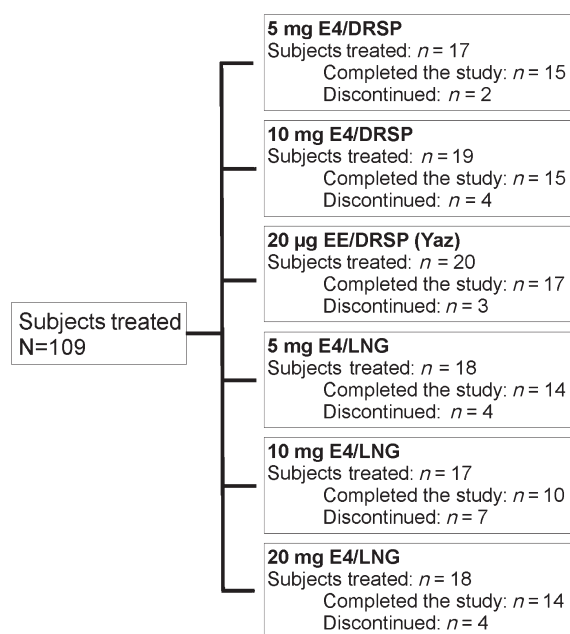 5 mg E4/DRSP
Subjects treated: n = 17
Completed the study: n = 15
Discontinued: n = 2
10 mg E4/DRSP
Subjects treated: n = 19
Completed the study: n = 15
Discontinued: n = 4
20 µg EE/DRSP (Yaz)
Subjects treated: n = 20
Completed the study: n = 17
Discontinued: n = 3
Subjects treated
N=109
5 mg E4/LNG
Subjects treated: n = 18
Completed the study: n = 14
Discontinued: n = 4
10 mg E4/LNG
Subjects treated: n = 17
Completed the study: n = 10
Discontinued: n = 7
20 mg E4/LNG
Subjects treated: n = 18
Completed the study: n = 14
Discontinued: n = 4